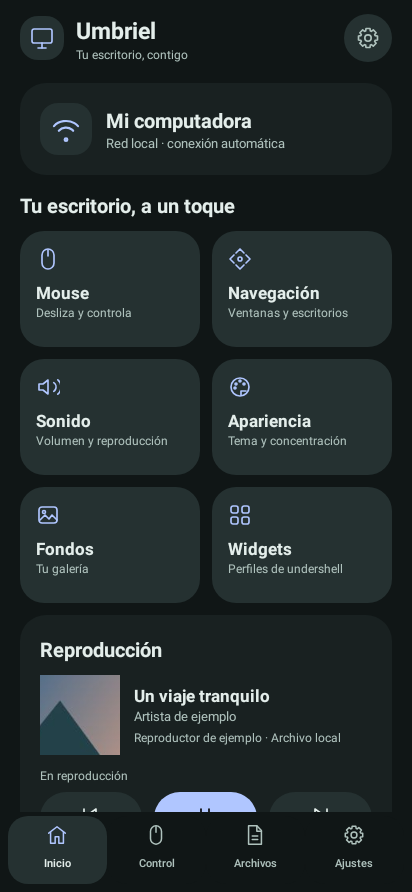 Umbriel
Tu escritorio, contigo
Mi computadora
Red local · conexión automática
Tu escritorio, a un toque
Mouse
Desliza y controla
Navegación
Ventanas y escritorios
Sonido
Volumen y reproducción
Apariencia
Tema y concentración
Fondos
Tu galería
Widgets
Perfiles de undershell
Reproducción
Un viaje tranquilo
Artista de ejemplo
Reproductor de ejemplo · Archivo local
En reproducción
Inicio
Control
Archivos
Ajustes